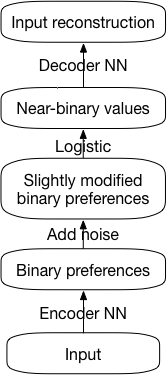 Input reconstruction
Decoder NN
Near-binary values
Logistic
Slightly modified
binary preferences
Add noise
Binary preferences
Encoder NN
Input